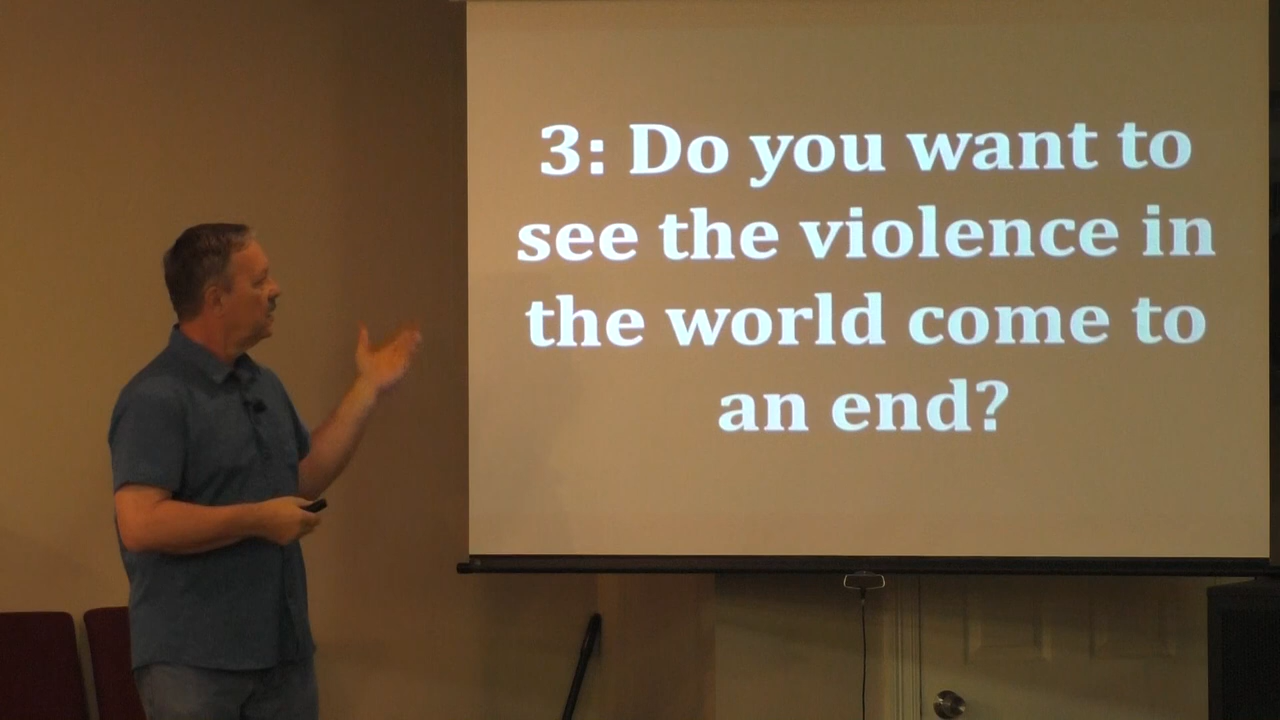 3: Do you want to
see the violence in
the world come to
an end?